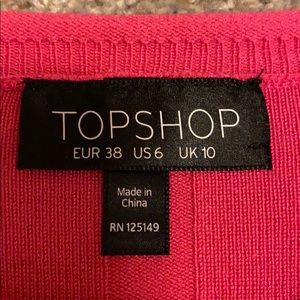 TOPSHOP
EUR 38 US 6 UK 10
Made in
China
RN 125149